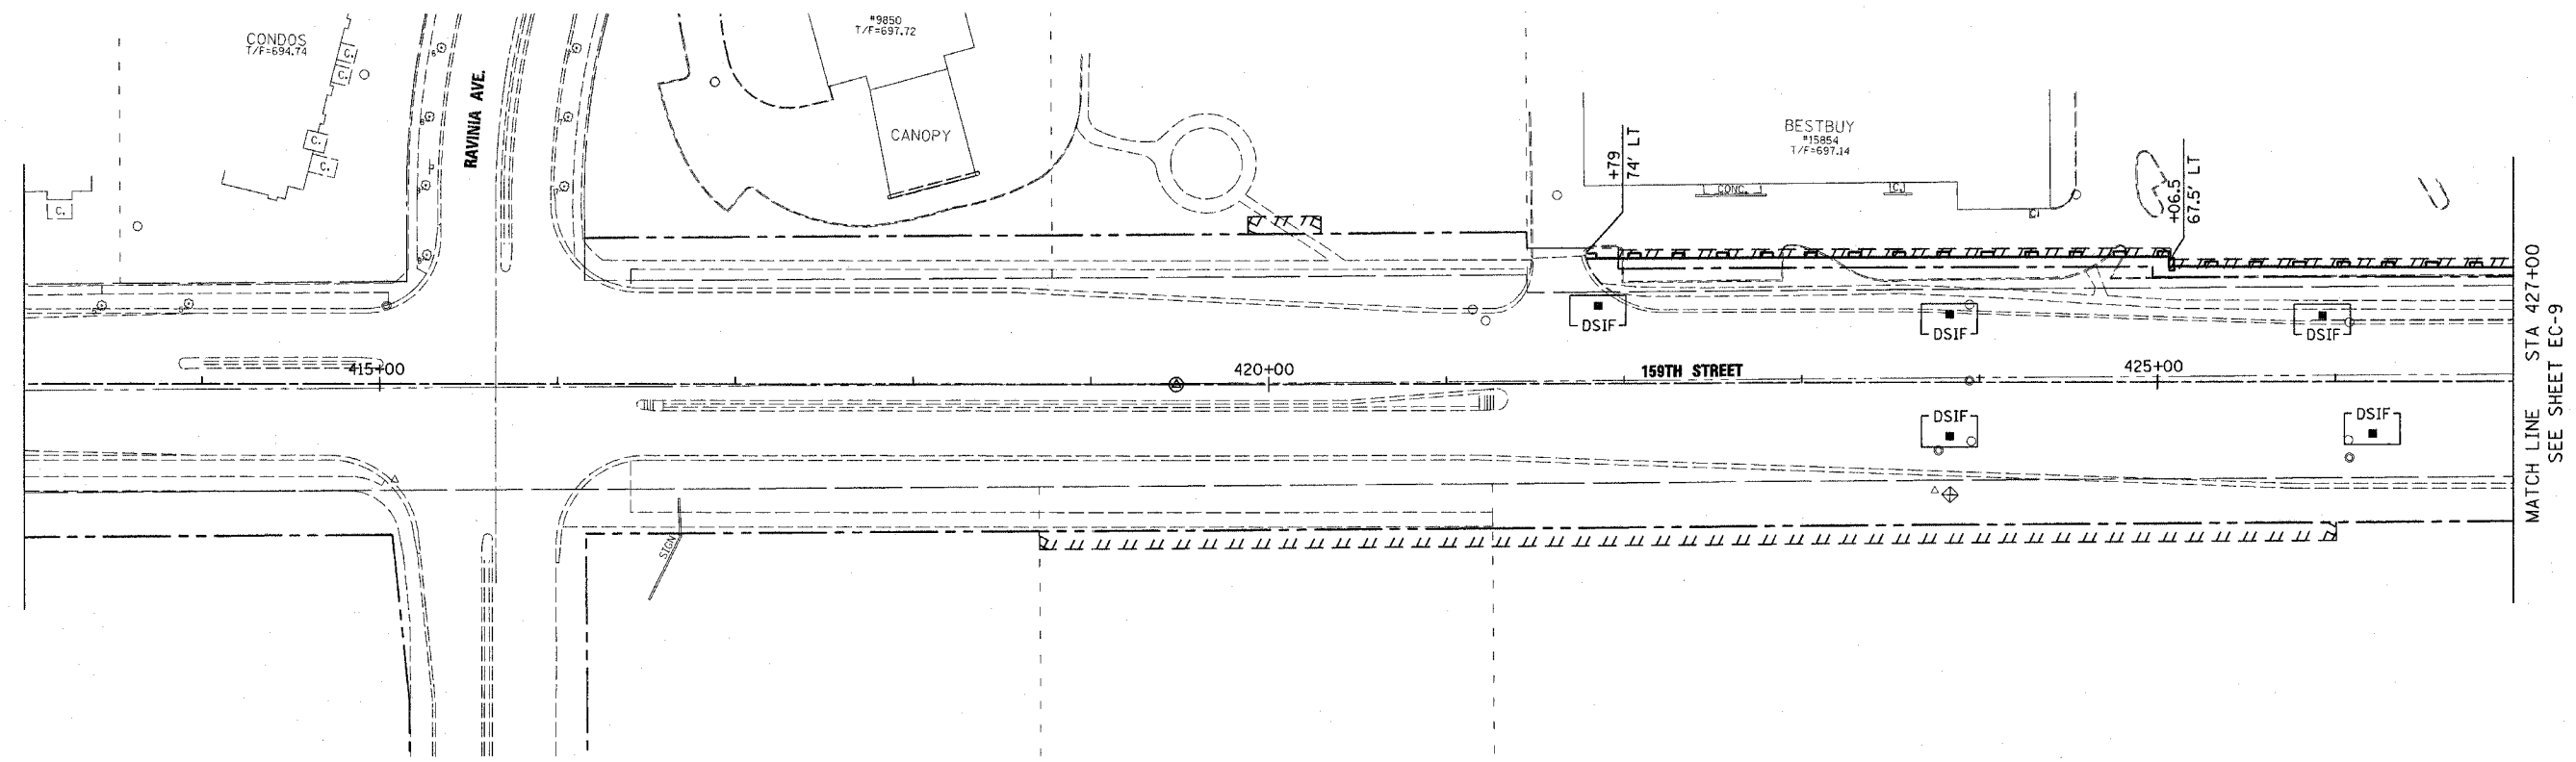 CONDOS
T/F=694.74
C.
C.
C.
C.
C.
RAVINIA AVE.
#9850
T/F=697.72
CANOPY
+79
74' LT
BESTBUY
#15854
T/F=697.14
CONC.
C.
+06.5
67.5' LT
DSIF
DSIF
DSIF
415+00
420+00
159TH STREET
425+00
DSIF
DSIF
SIGN
MATCH LINE STA 427+00
SEE SHEET EC-9